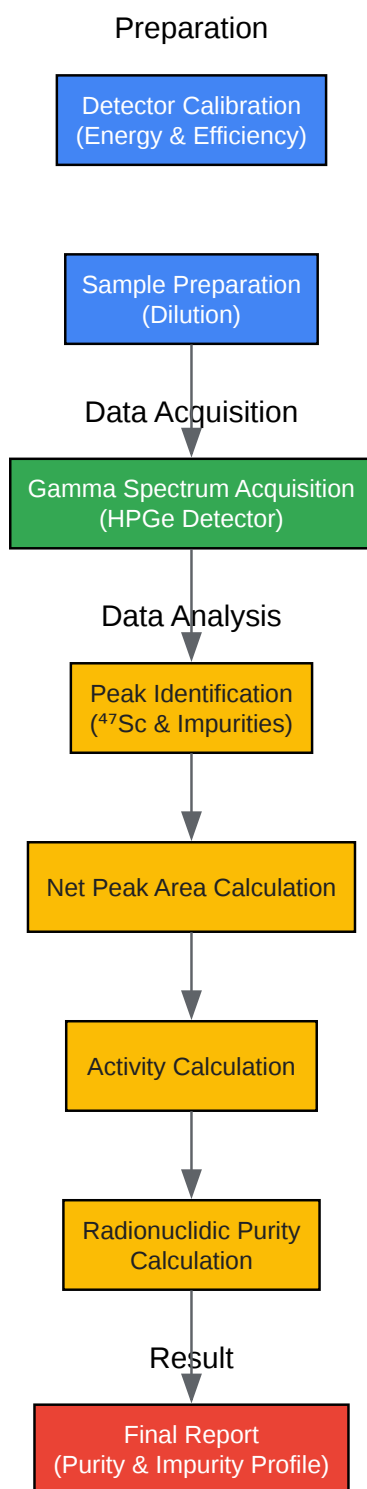 Preparation
Detector Calibration
(Energy & Efficiency)
Sample Preparation
(Dilution)
Data Acquisition
Gamma Spectrum Acquisition
(HPGe Detector)
Data Analysis
Peak Identification
(⁴⁷Sc & Impurities)
Net Peak Area Calculation
Activity Calculation
Radionuclidic Purity
Calculation
Result
Final Report
(Purity & Impurity Profile)